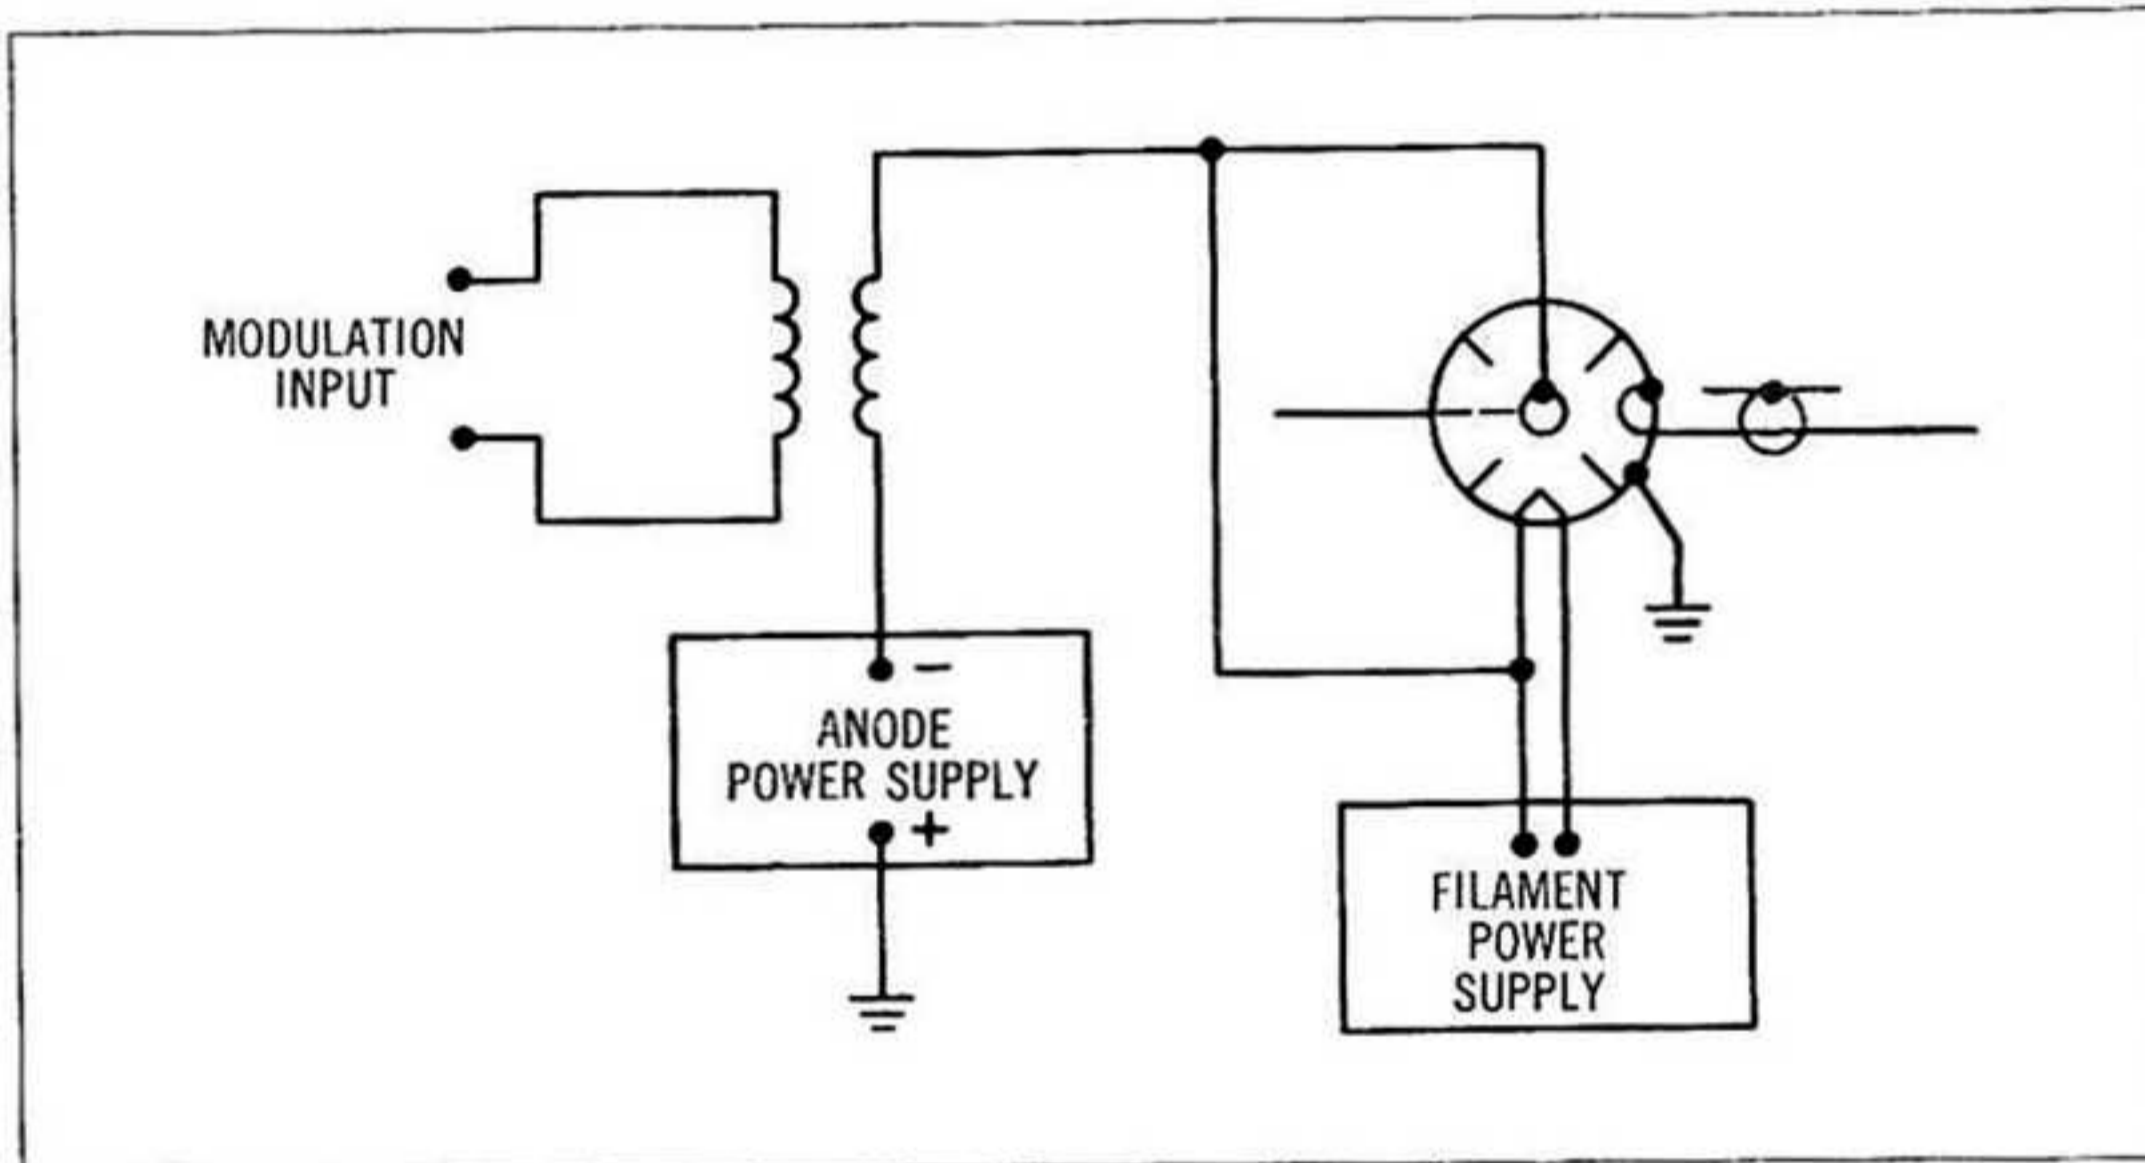 MODULATION
INPUT
−
ANODE
POWER SUPPLY
+
FILAMENT
POWER
SUPPLY